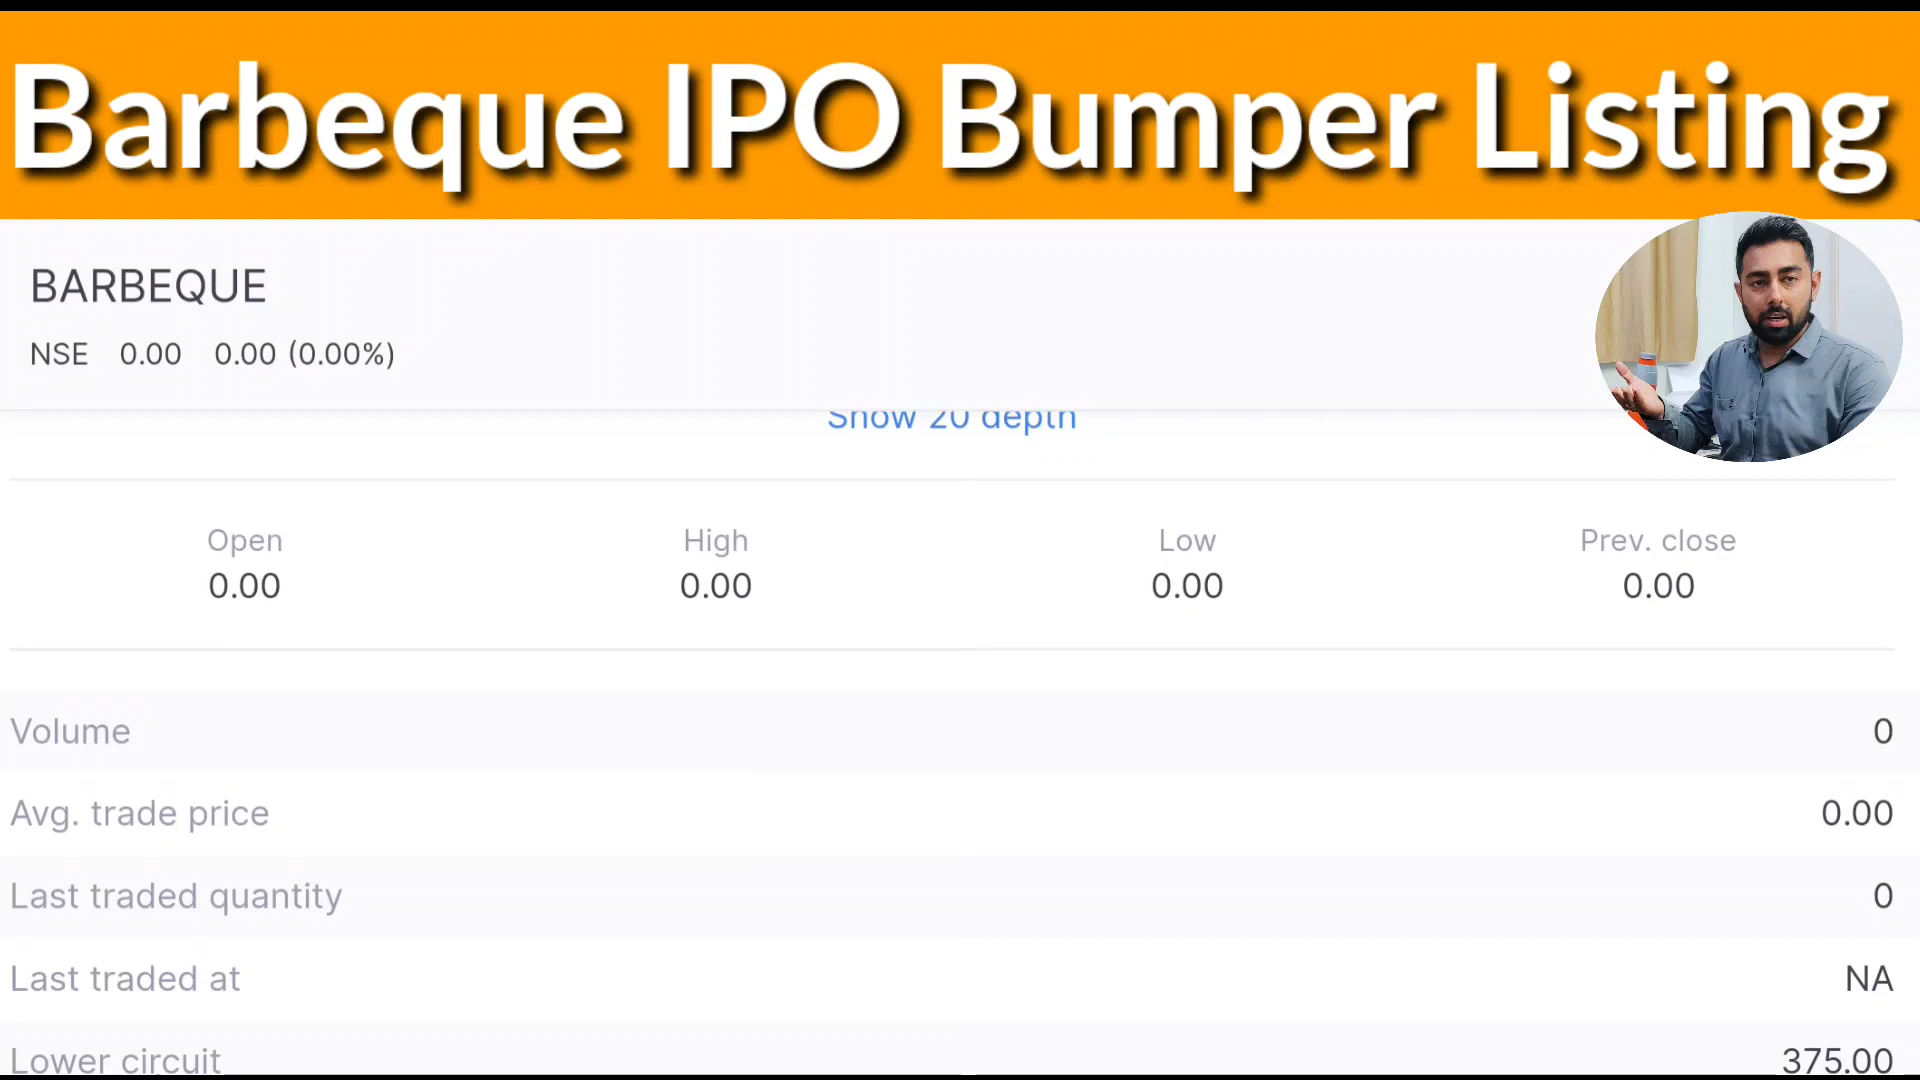 Barbeque IPO Bumper Listing
BARBEQUE
NSE 0.00 0.00 (0.00%)
Show 20 depth
Open High Low Prev. close
0.00 0.00 0.00 0.00
Volume 0
Avg. trade price 0.00
Last traded quantity 0
Last traded at NA
Lower circuit 375.00